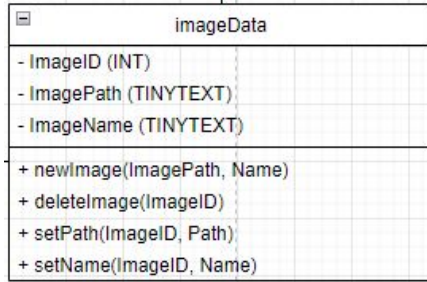 imageData
- ImageID (INT)
- ImagePath (TINYTEXT)
- ImageName (TINYTEXT)
+ newImage(ImagePath, Name)
+ deleteImage(ImageID)
+ setPath(ImageID, Path)
+ setName(ImageID, Name)